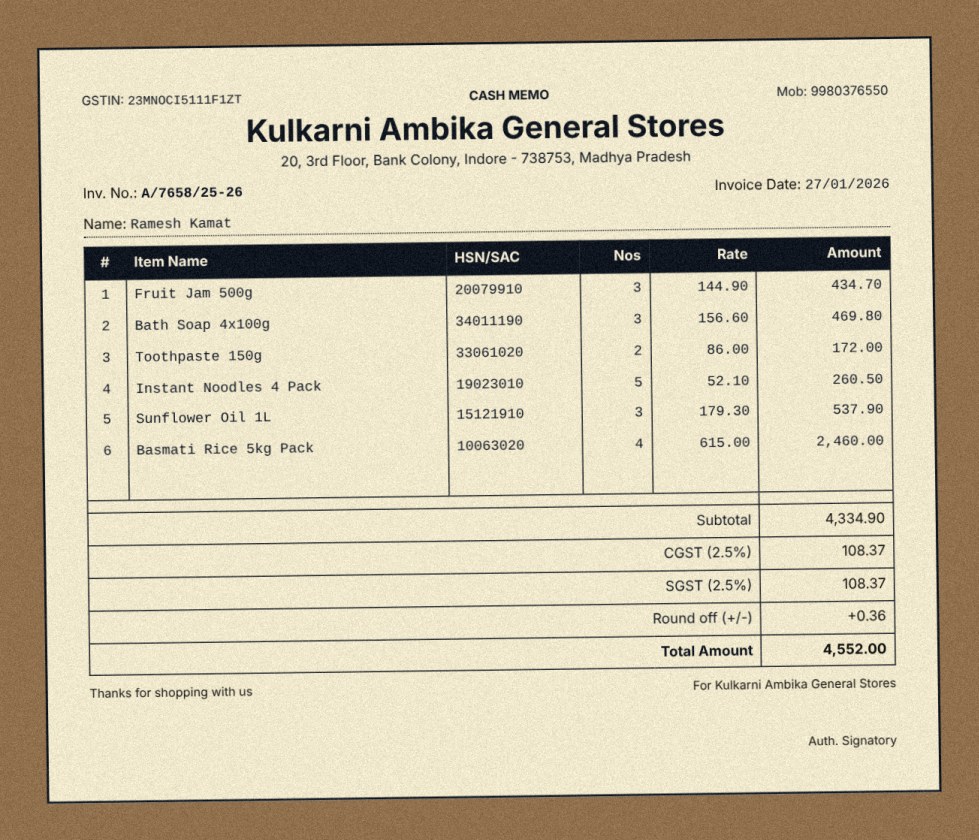 GSTIN: 23MNOCI5111F1ZT CASH MEMO Mob: 9980376550
Kulkarni Ambika General Stores
20, 3rd Floor, Bank Colony, Indore - 738753, Madhya Pradesh
Inv. No.: A/7658/25-26 Invoice Date: 27/01/2026
Name: Ramesh Kamat
# Item Name HSN/SAC Nos Rate Amount
1 Fruit Jam 500g 20079910 3 144.90 434.70
2 Bath Soap 4x100g 34011190 3 156.60 469.80
3 Toothpaste 150g 33061020 2 86.00 172.00
4 Instant Noodles 4 Pack 19023010 5 52.10 260.50
5 Sunflower Oil 1L 15121910 3 179.30 537.90
6 Basmati Rice 5kg Pack 10063020 4 615.00 2,460.00
Subtotal 4,334.90
CGST (2.5%) 108.37
SGST (2.5%) 108.37
Round off (+/-) +0.36
Total Amount 4,552.00
Thanks for shopping with us For Kulkarni Ambika General Stores
Auth. Signatory